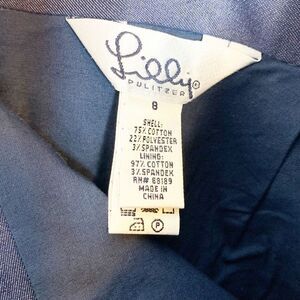 Lilly®
PULITZER
8
SHELL:
75% COTTON
22% POLYESTER
3% SPANDEX
LINING:
97% COTTON
3% SPANDEX
RN# 68189
MADE IN
CHINA
P